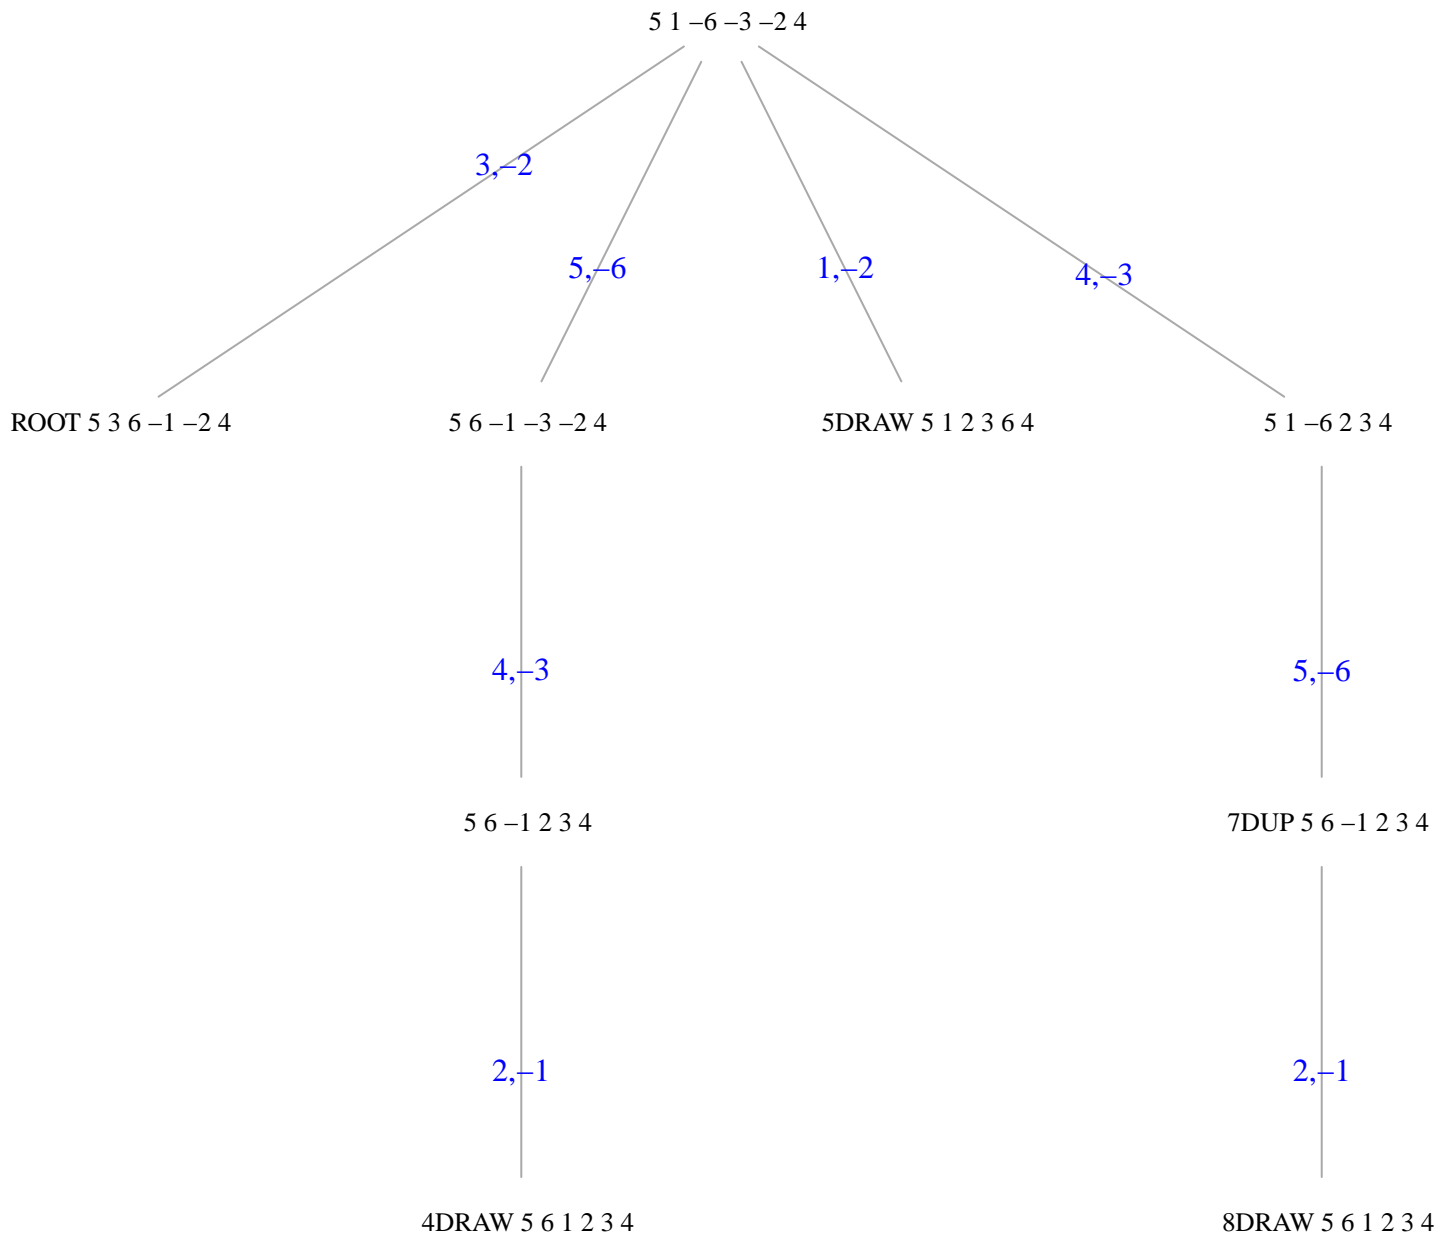 5 1 –6 –3 –2 4
3,–2
5,–6
1,–2
4,–3
ROOT 5 3 6 –1 –2 4
5 6 –1 –3 –2 4
5DRAW 5 1 2 3 6 4
5 1 –6 2 3 4
4,–3
5,–6
5 6 –1 2 3 4
7DUP 5 6 –1 2 3 4
2,–1
2,–1
4DRAW 5 6 1 2 3 4
8DRAW 5 6 1 2 3 4